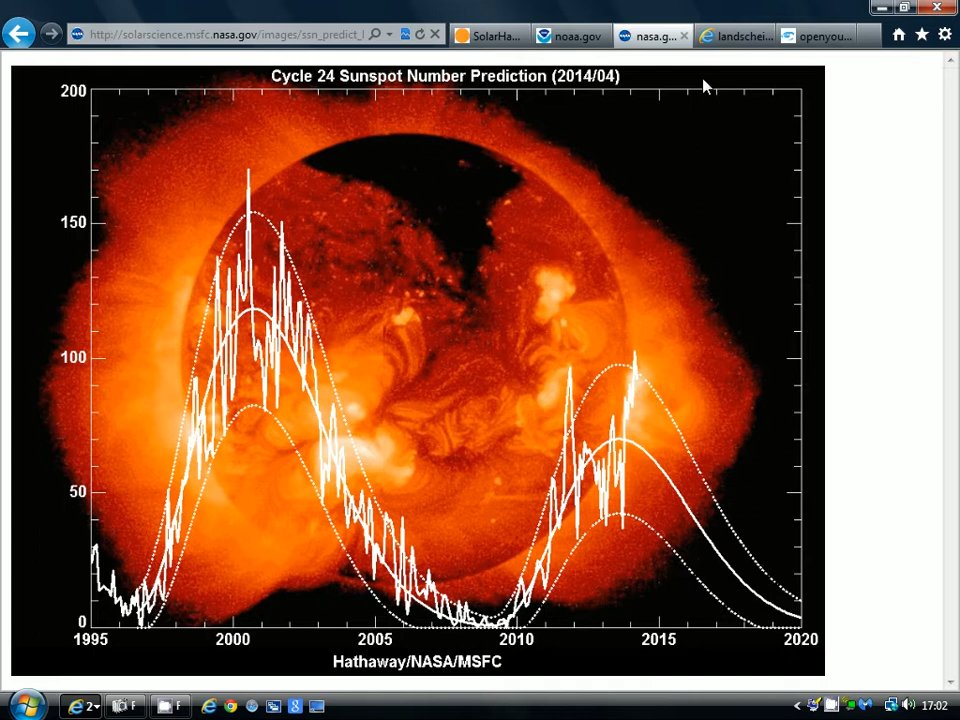 http://solarscience.msfc.nasa.gov/images/ssn_predict_l
SolarHa...
noaa.gov
nasa.g...
landschei...
openyou...
Cycle 24 Sunspot Number Prediction (2014/04)
200
150
100
50
0
1995 2000 2005 2010 2015 2020
Hathaway/NASA/MSFC
2
F
F
17:02